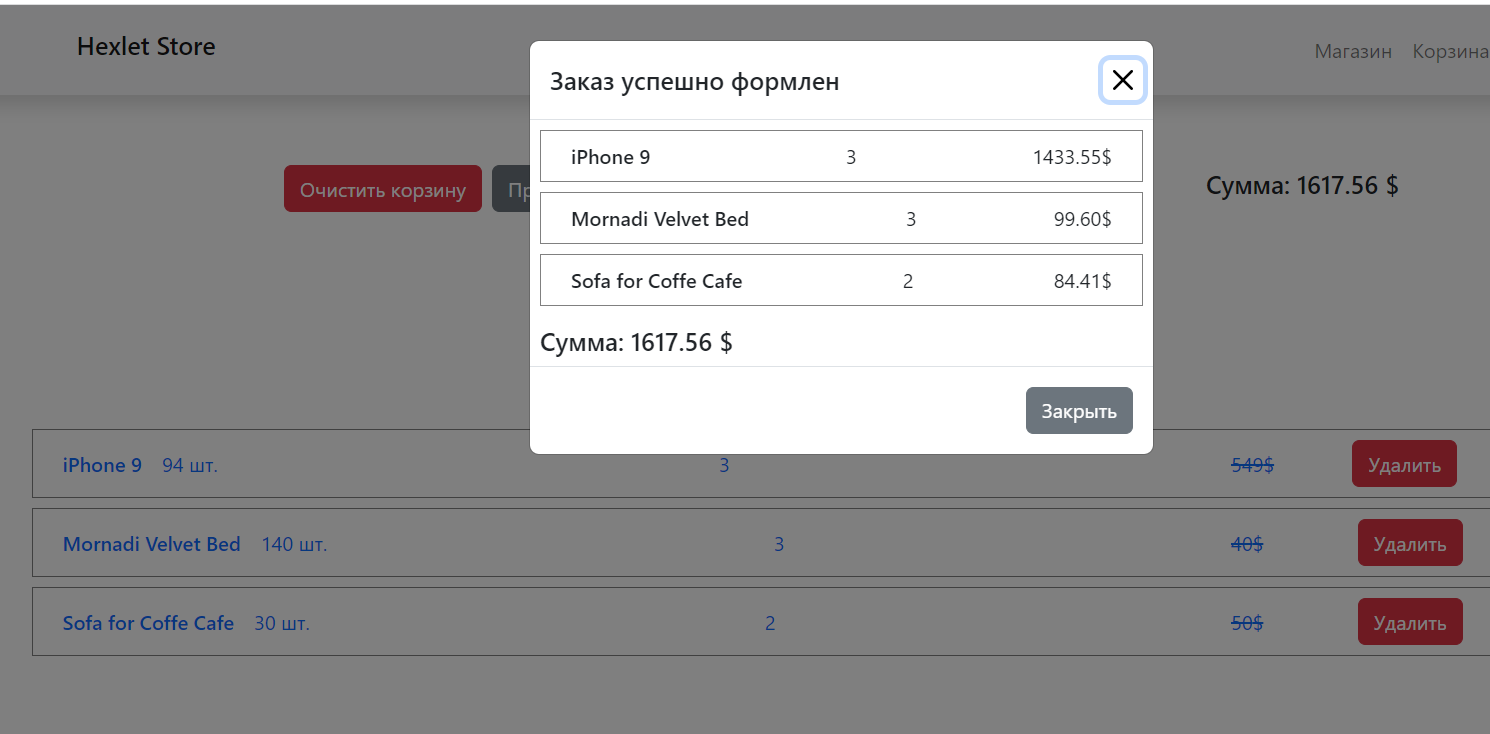 Hexlet Store
Магазин Корзина
Заказ успешно формлен
iPhone 9 3 1433.55$
Mornadi Velvet Bed 3 99.60$
Sofa for Coffe Cafe 2 84.41$
Сумма: 1617.56 $
Закрыть
Очистить корзину
Сумма: 1617.56 $
iPhone 9 94 шт. 3 549$ Удалить
Mornadi Velvet Bed 140 шт. 3 40$ Удалить
Sofa for Coffe Cafe 30 шт. 2 50$ Удалить